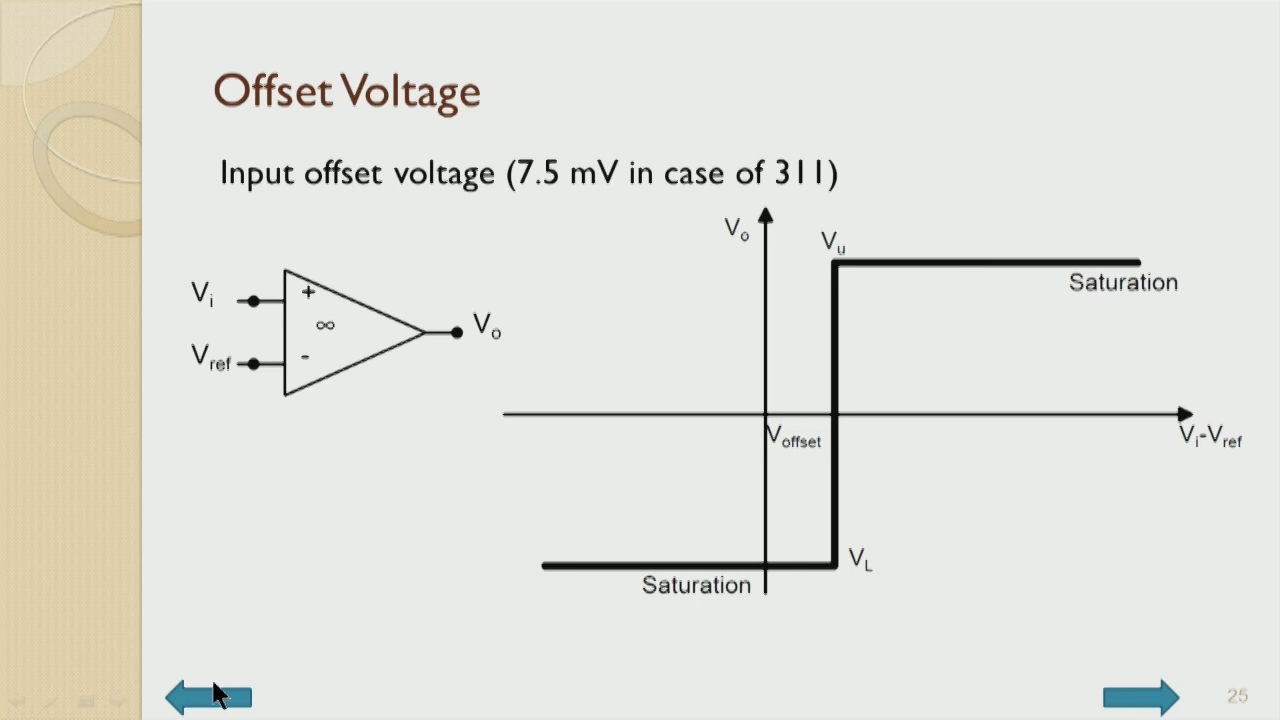 Offset Voltage
Input offset voltage (7.5 mV in case of 311)
Vo
Vu
Saturation
Vi
+
∞
Vo
Vref
-
Voffset
Vi-Vref
VL
Saturation
25